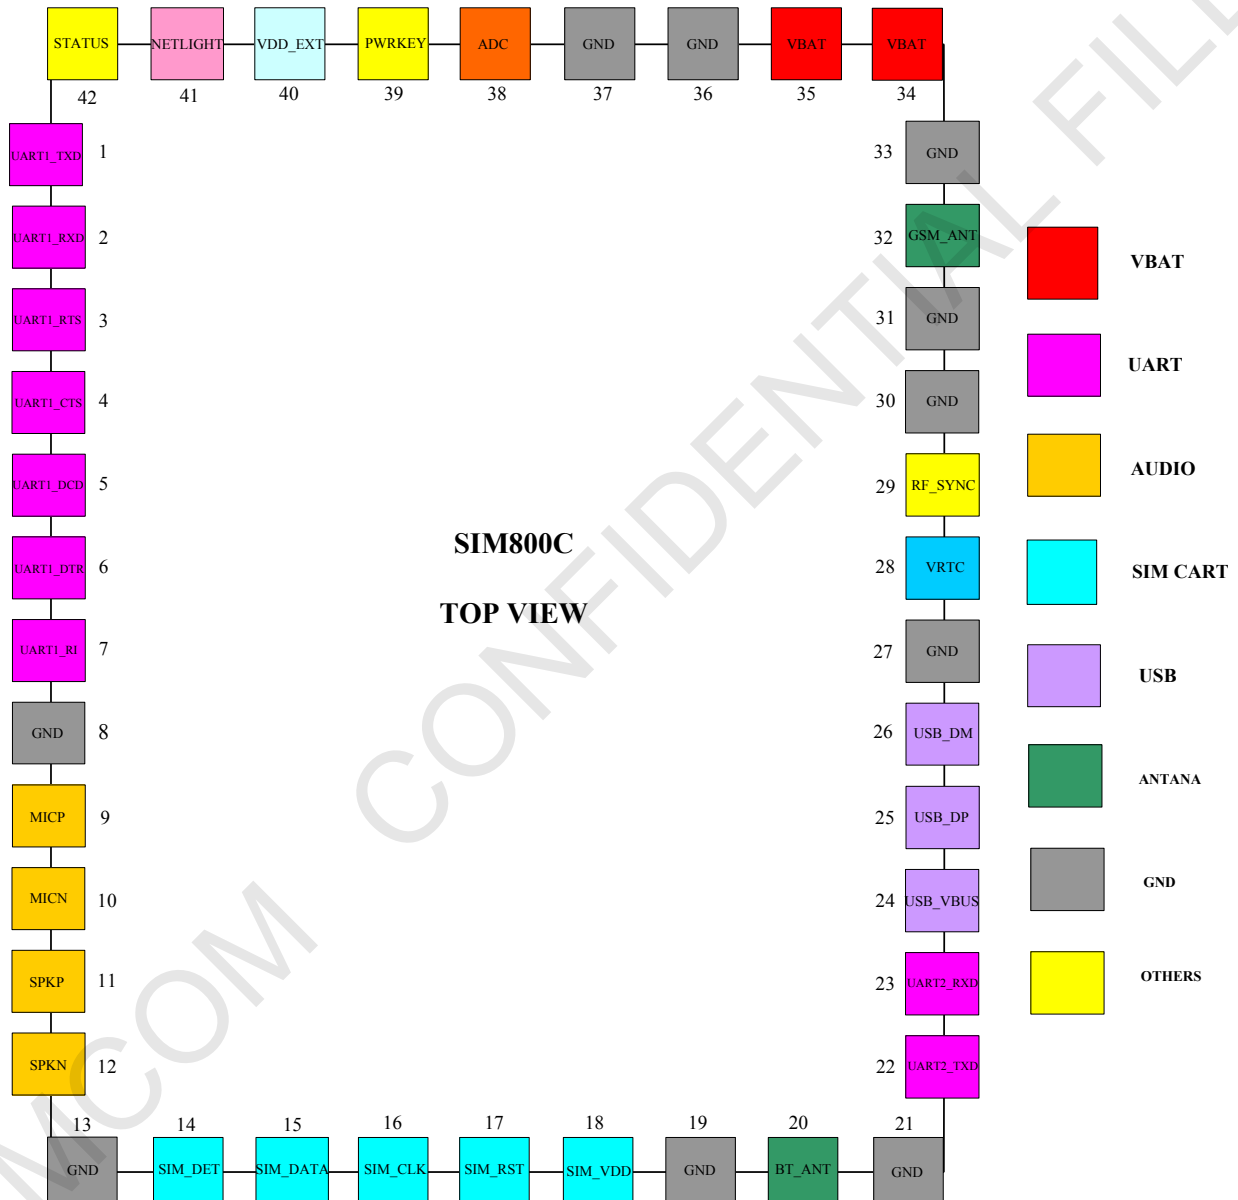 STATUS NETLIGHT VDD_EXT PWRKEY ADC GND GND VBAT VBAT
42 41 40 39 38 37 36 35 34
UART1_TXD 1
UART1_RXD 2
UART1_RTS 3
UART1_CTS 4
UART1_DCD 5
UART1_DTR 6
UART1_RI 7
GND 8
MICP 9
MICN 10
SPKP 11
SPKN 12
SIM800C
TOP VIEW
33 GND
32 GSM_ANT
31 GND
30 GND
29 RF_SYNC
28 VRTC
27 GND
26 USB_DM
25 USB_DP
24 USB_VBUS
23 UART2_RXD
22 UART2_TXD
13 14 15 16 17 18 19 20 21
GND SIM_DET SIM_DATA SIM_CLK SIM_RST SIM_VDD GND BT_ANT GND
VBAT
UART
AUDIO
SIM CART
USB
ANTANA
GND
OTHERS
MCOM CONFIDENTIAL FILE